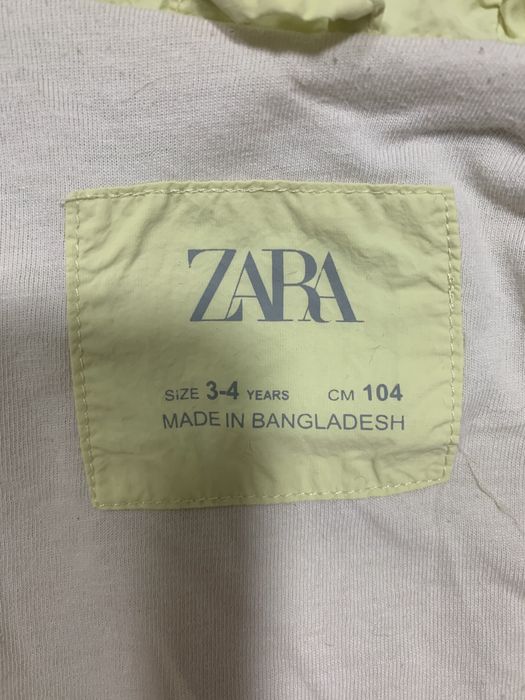 ZARA
SIZE 3-4 YEARS CM 104
MADE IN BANGLADESH